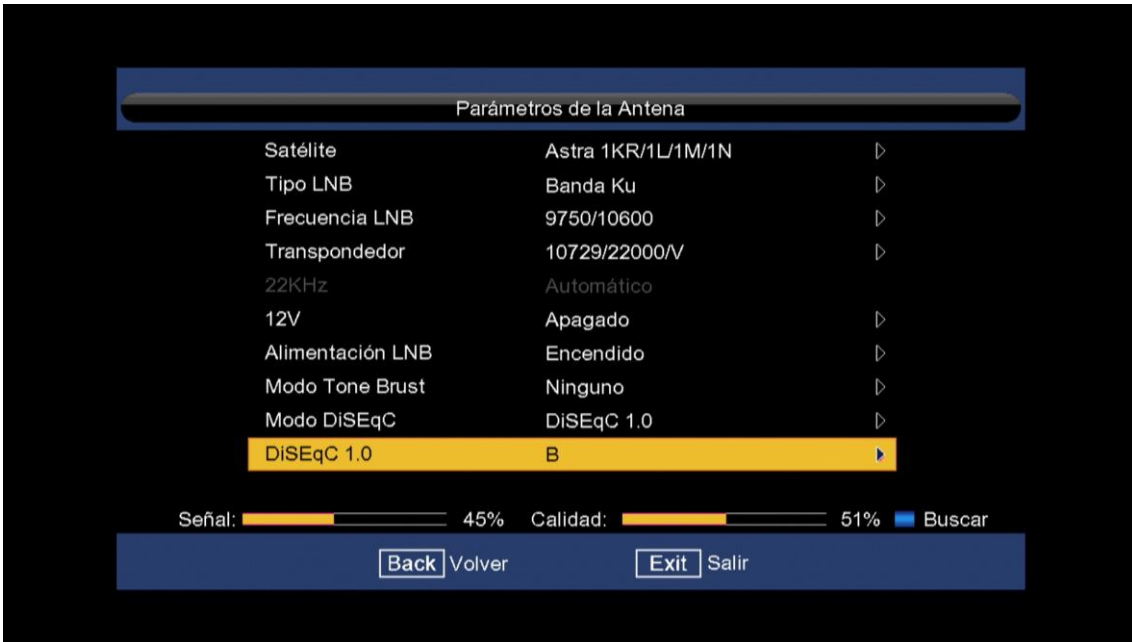 Parámetros de la Antena
Satélite Astra 1KR/1L/1M/1N
Tipo LNB Banda Ku
Frecuencia LNB 9750/10600
Transpondedor 10729/22000/V
22KHz Automático
12V Apagado
Alimentación LNB Encendido
Modo Tone Brust Ninguno
Modo DiSEqC DiSEqC 1.0
DiSEqC 1.0 B
Señal: 45% Calidad: 51% Buscar
Back Volver Exit Salir